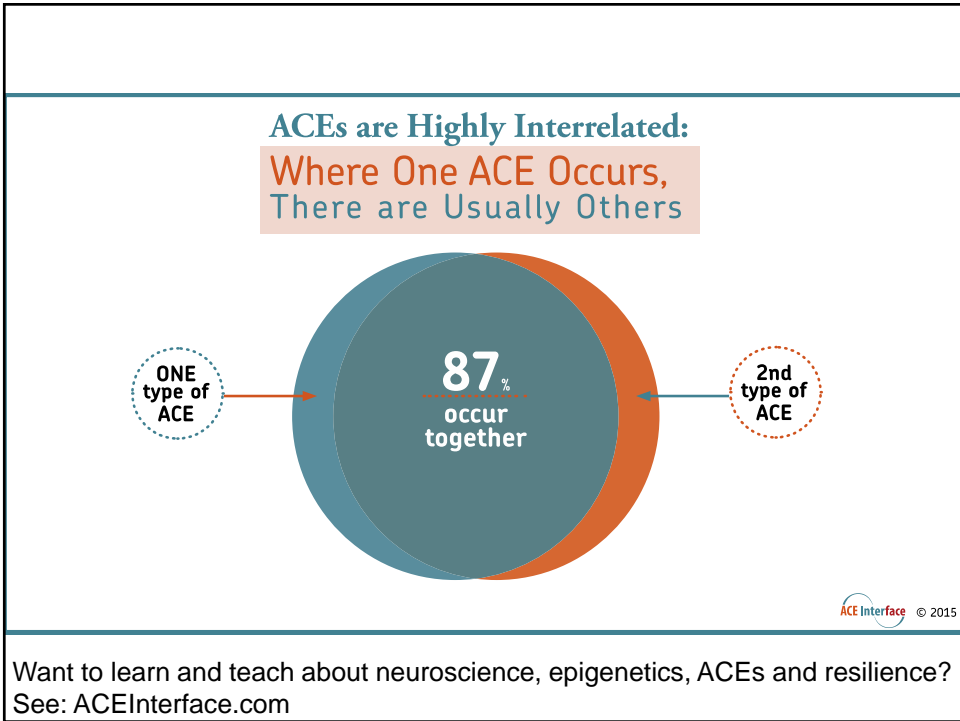 ACEs are Highly Interrelated:
Where One ACE Occurs,
There are Usually Others
ONE
type of
ACE
87%
occur
together
2nd
type of
ACE
ACE Interface © 2015
Want to learn and teach about neuroscience, epigenetics, ACEs and resilience?
See: ACEInterface.com